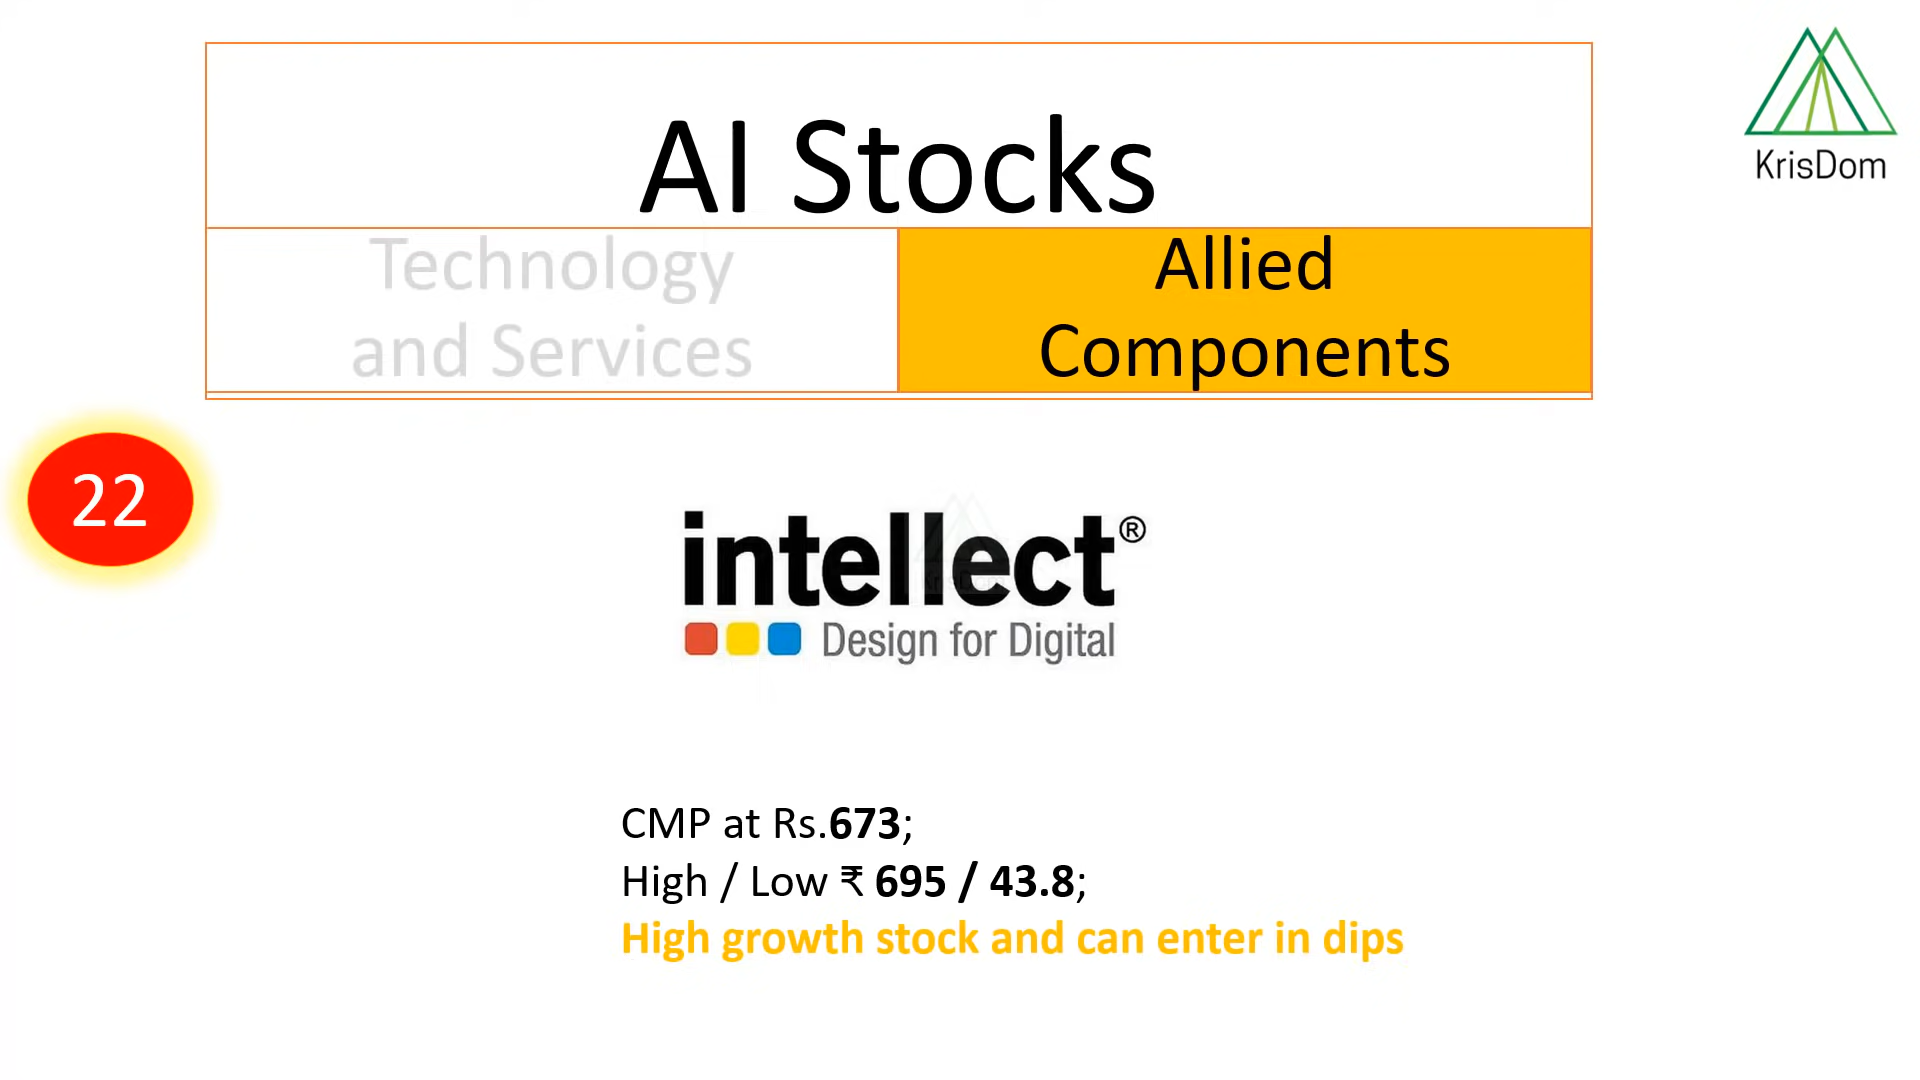 AI Stocks
KrisDom
Technology
and Services
Allied
Components
22
intellect®
Design for Digital
CMP at Rs.673;
High / Low ₹ 695 / 43.8;
High growth stock and can enter in dips